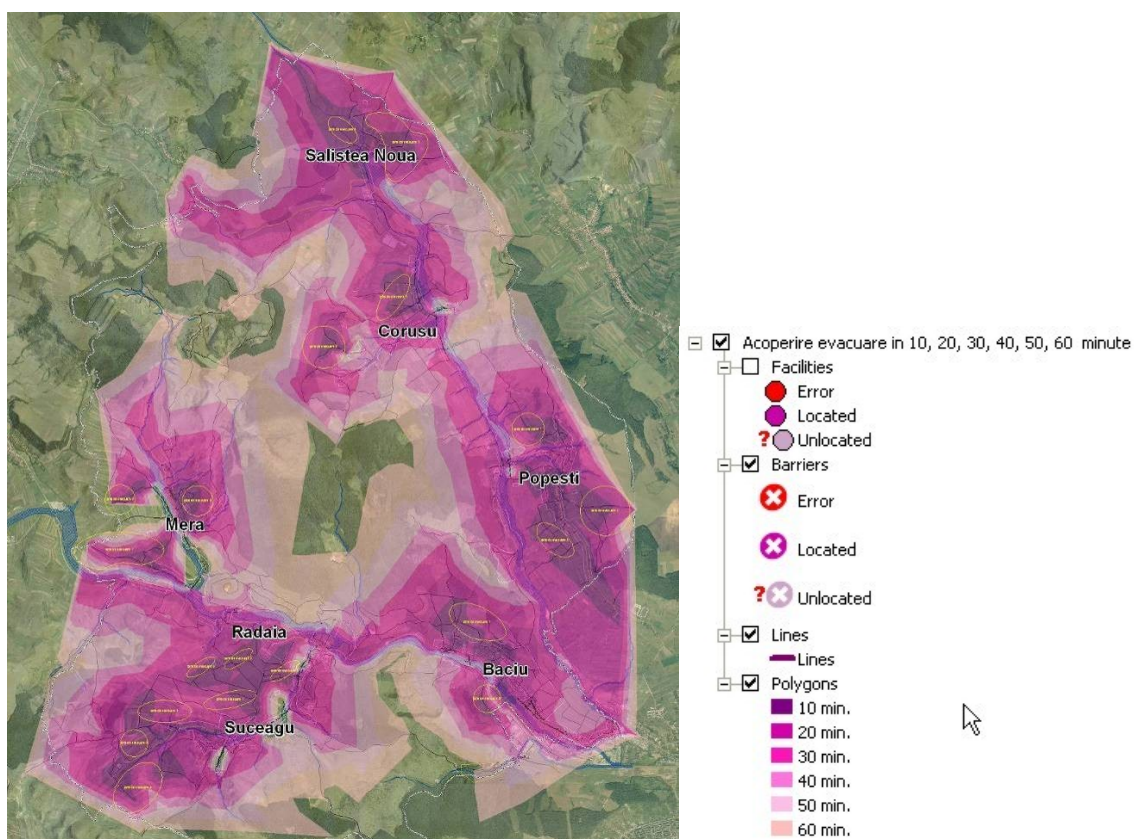 Salistea Noua
Corusu
Popesti
Mera
Radaia
Baciu
Suceagu
Acoperire evacuare in 10, 20, 30, 40, 50, 60 minute
Facilities
Error
Located
? Unlocated
Barriers
Error
Located
? Unlocated
Lines
Lines
Polygons
10 min.
20 min.
30 min.
40 min.
50 min.
60 min.